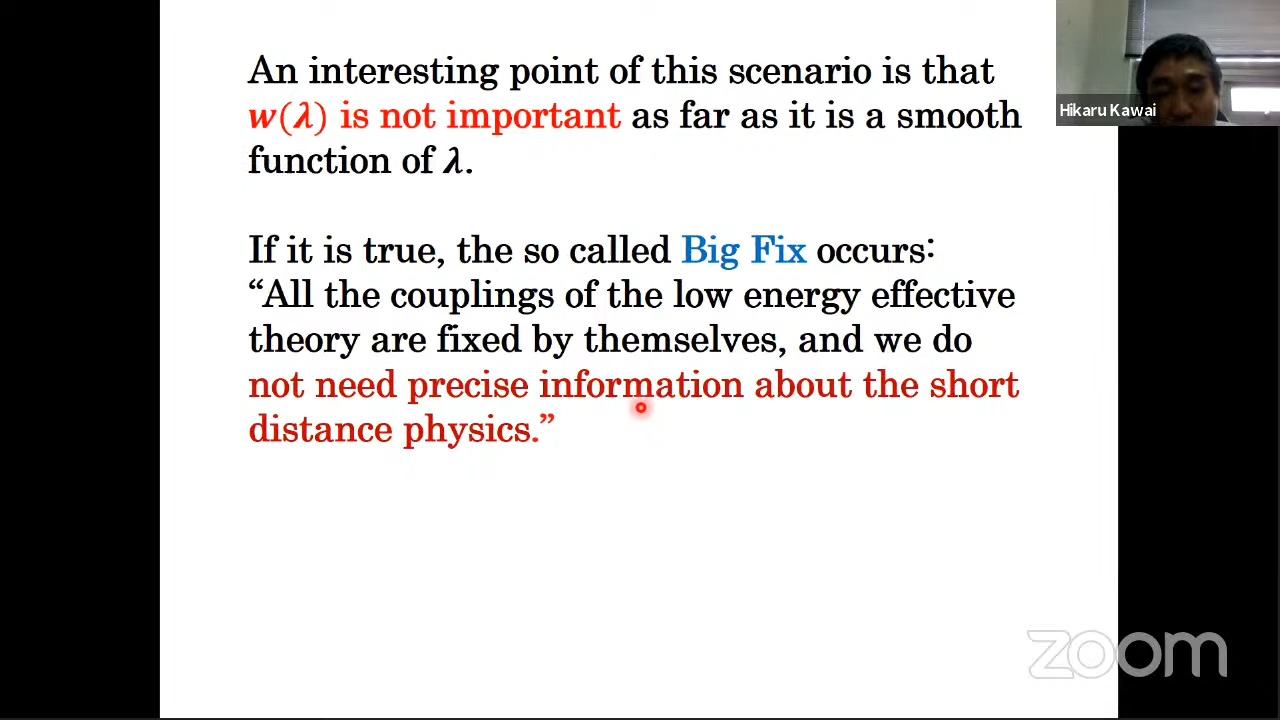 An interesting point of this scenario is that
w(λ) is not important as far as it is a smooth
function of λ.
If it is true, the so called Big Fix occurs:
“All the couplings of the low energy effective
theory are fixed by themselves, and we do
not need precise information about the short
distance physics.”
Hikaru Kawai
zoom